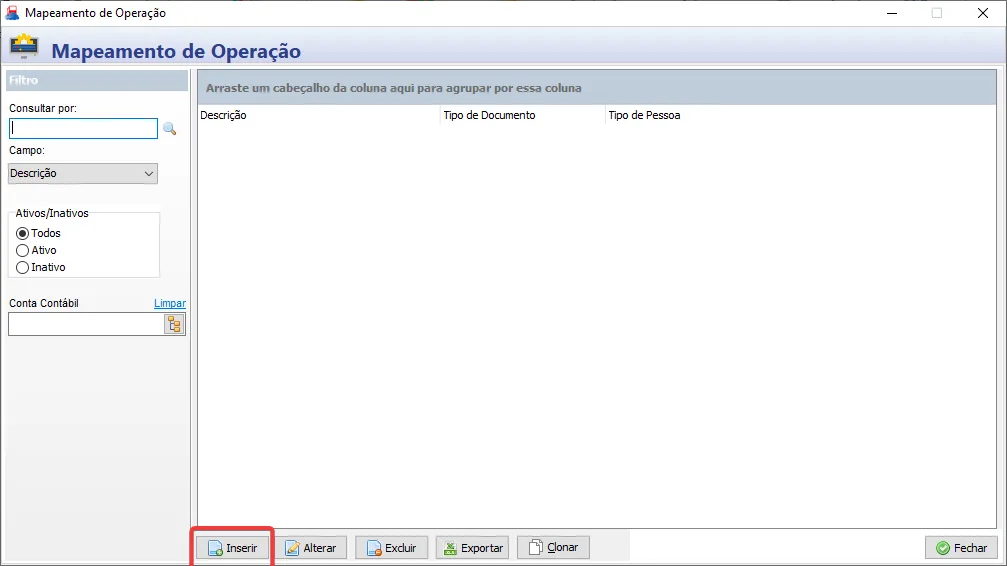 Mapeamento de Operação
Mapeamento de Operação
Filtro
Consultar por:
Campo:
Descrição
Ativos/Inativos
Todos
Ativo
Inativo
Conta Contábil Limpar
Arraste um cabeçalho da coluna aqui para agrupar por essa coluna
Descrição Tipo de Documento Tipo de Pessoa
Inserir Alterar Excluir Exportar Clonar Fechar